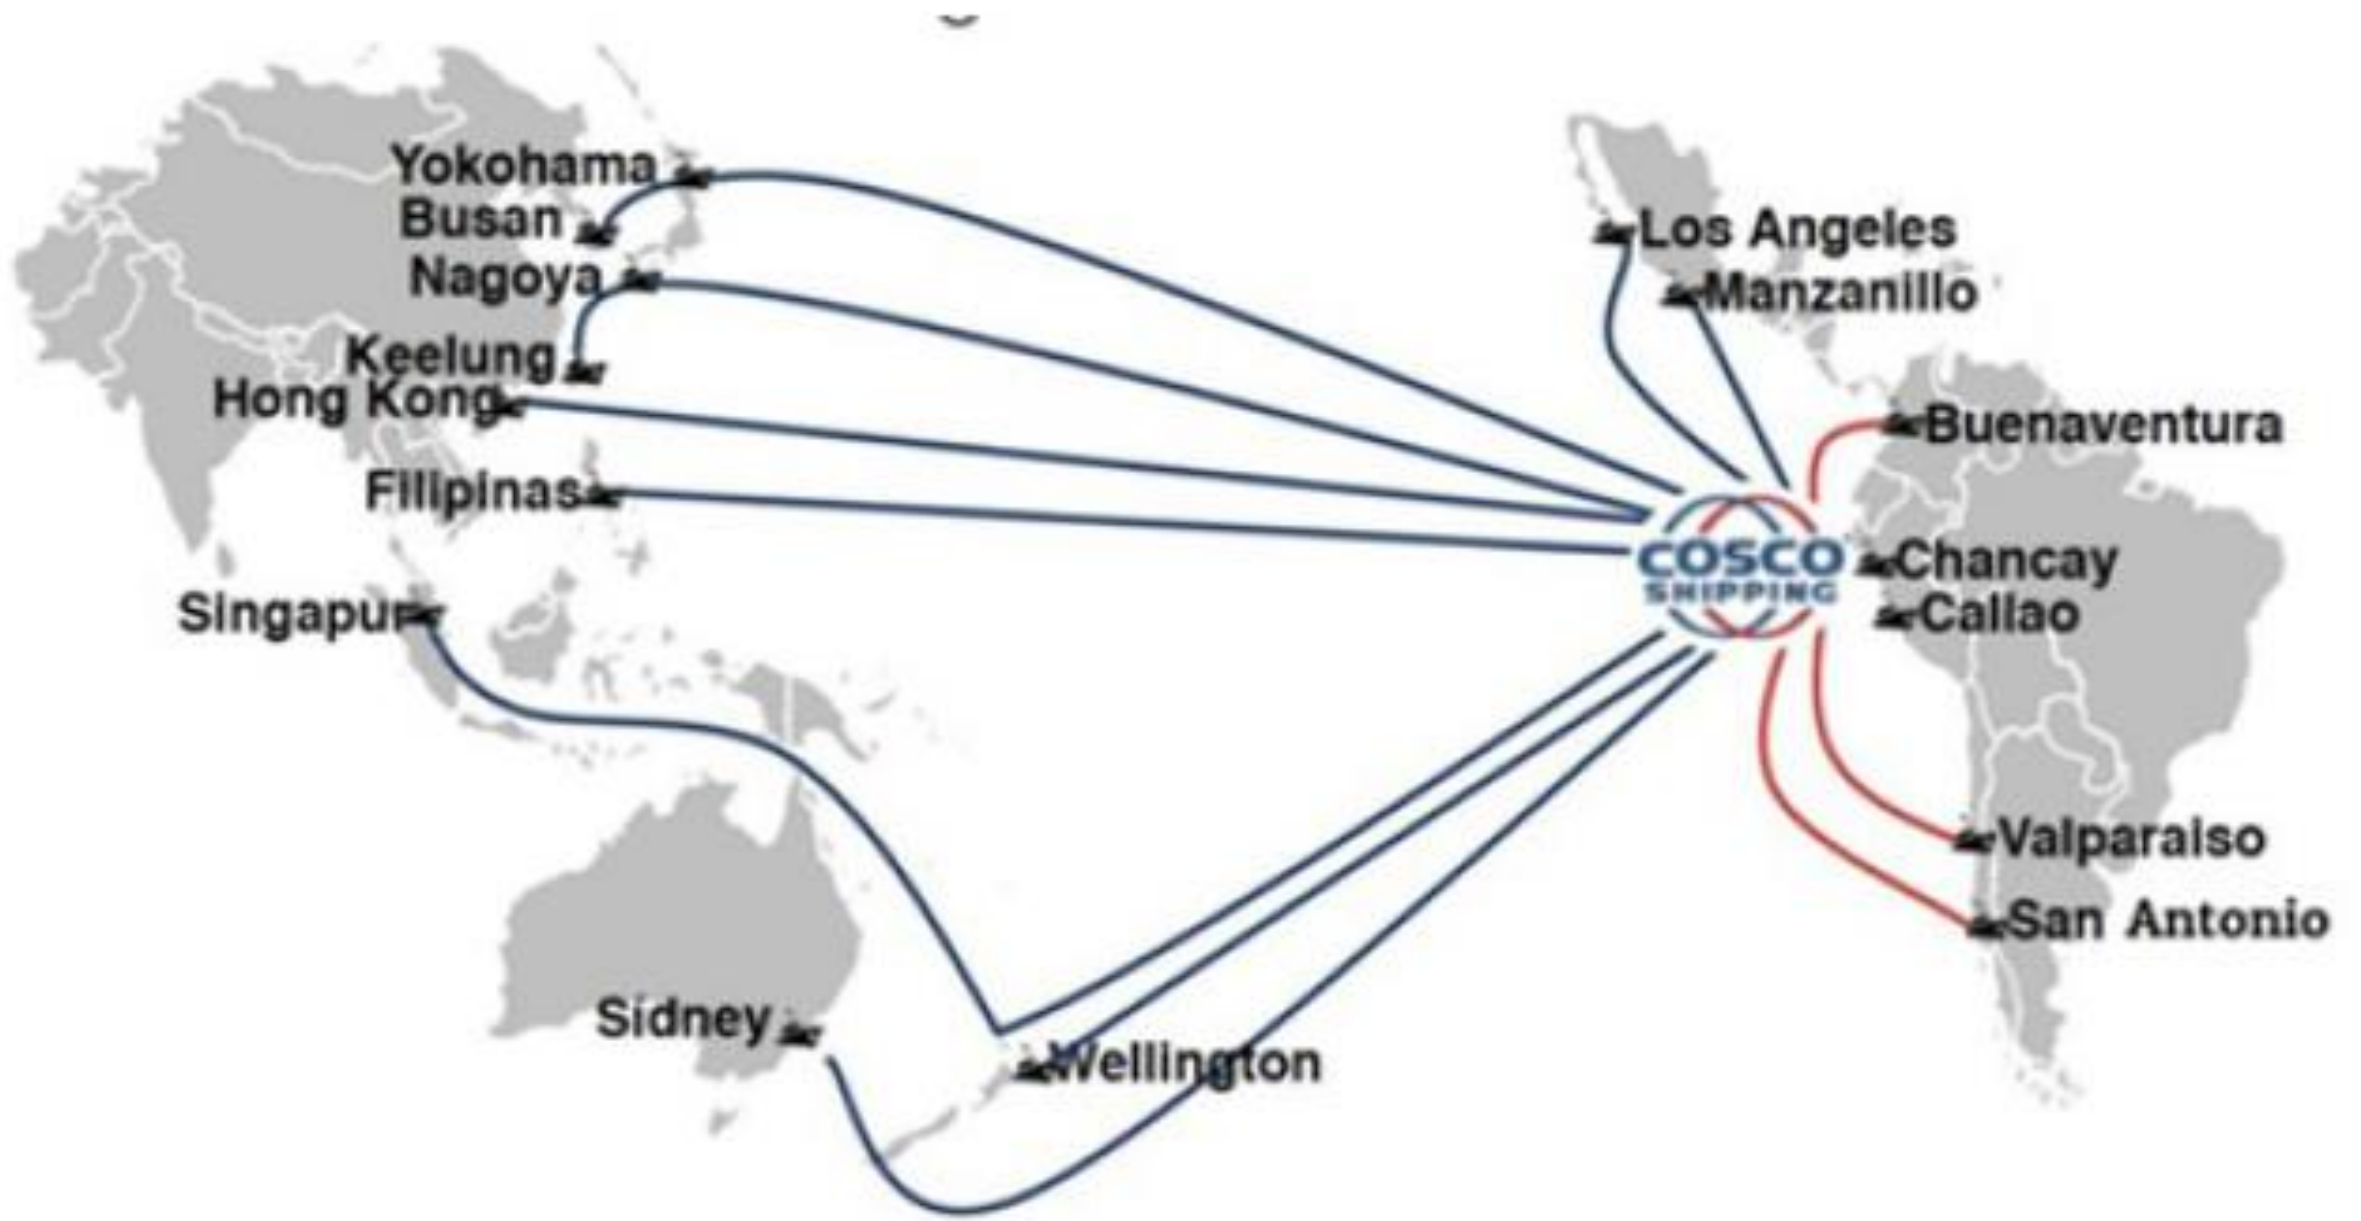 Yokohama
Busan
Nagoya
Keelung
Hong Kong
Filipinas
Singapur
Sídney
Wellington
Los Angeles
Manzanillo
Buenaventura
COSCO
SHIPPING
Chancay
Callao
Valparaiso
San Antonio